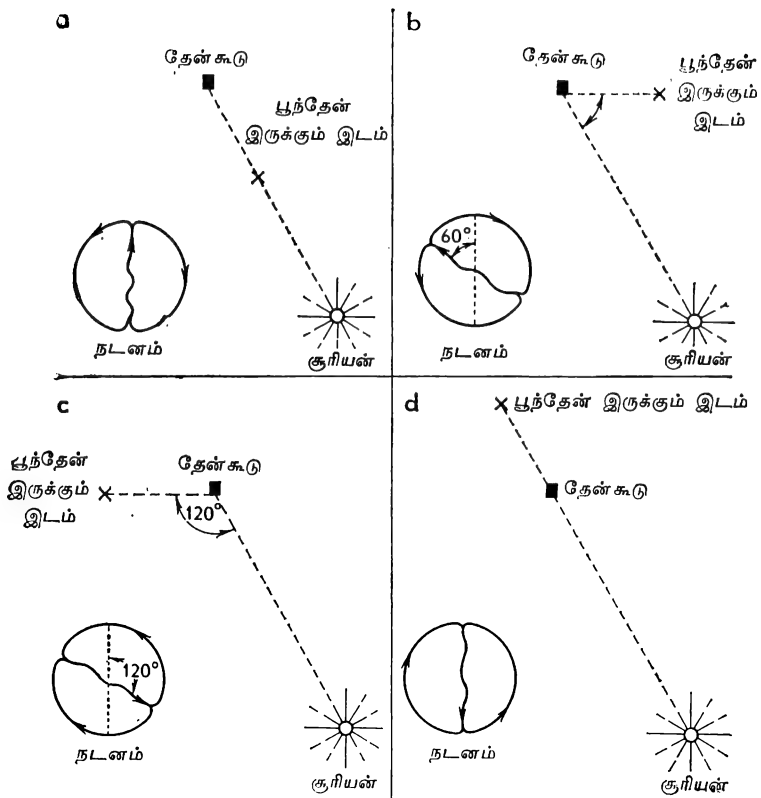 a
தேன்கூடு
பூந்தேன்
இருக்கும் இடம்
நடனம்
சூரியன்
b
தேன்கூடு
பூந்தேன்
இருக்கும்
இடம்
60°
நடனம்
சூரியன்
c
பூந்தேன்
இருக்கும்
இடம்
தேன்கூடு
120°
120°
நடனம்
சூரியன்
d
பூந்தேன் இருக்கும் இடம்
தேன்கூடு
நடனம்
சூரியன்